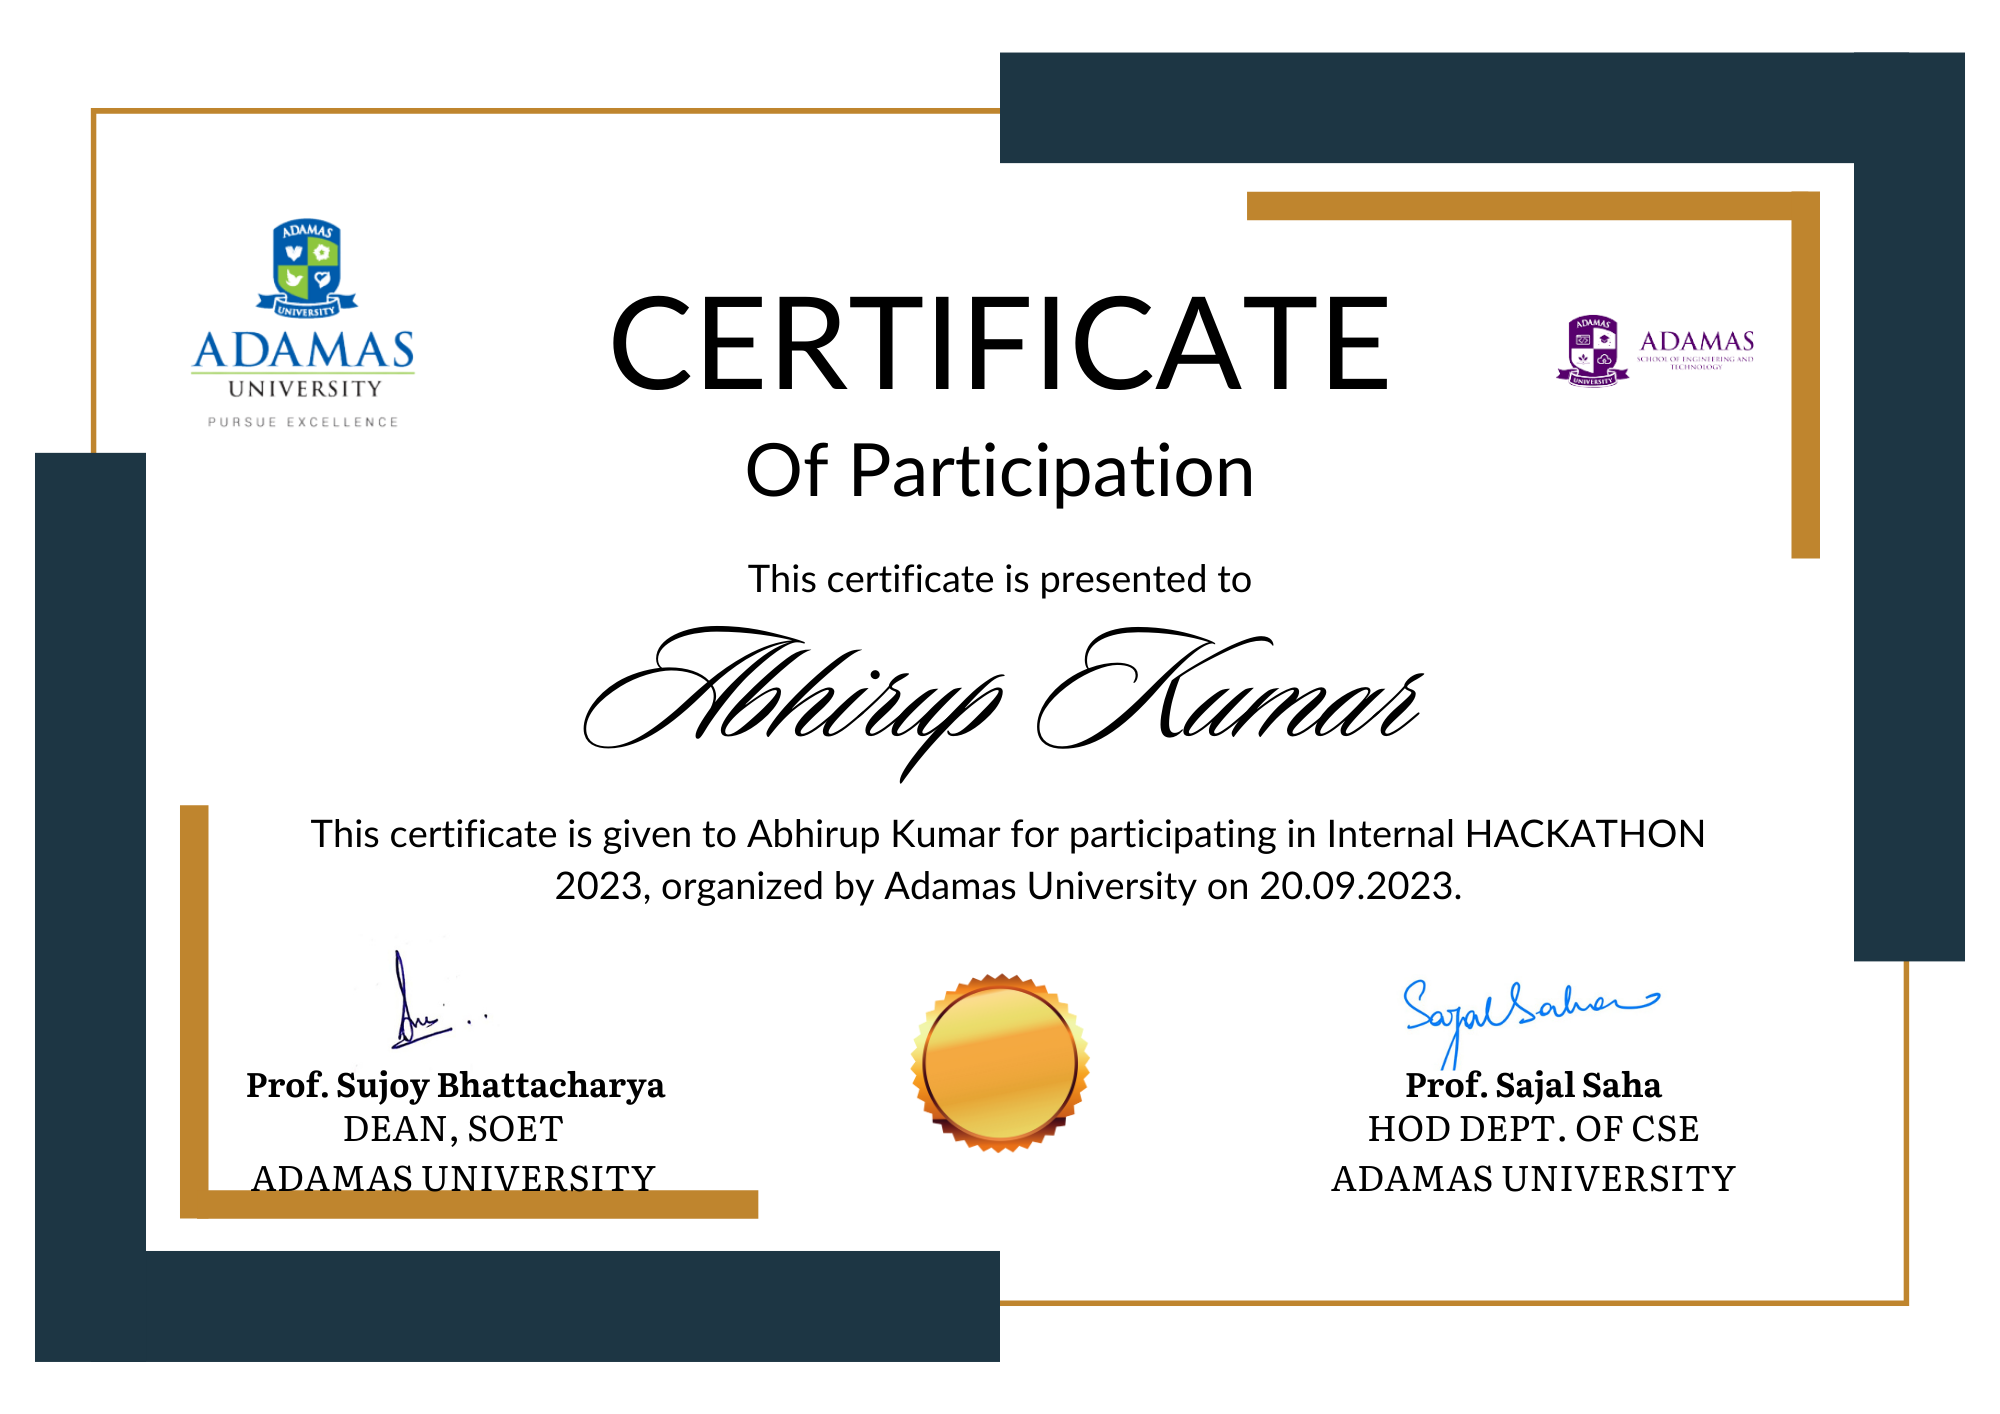 ADAMAS
UNIVERSITY
ADAMAS
UNIVERSITY
PURSUE EXCELLENCE
CERTIFICATE
Of Participation
ADAMAS
UNIVERSITY
ADAMAS
SCHOOL OF ENGINEERING AND
TECHNOLOGY
This certificate is presented to
Abhirup Kumar
This certificate is given to Abhirup Kumar for participating in Internal HACKATHON
2023, organized by Adamas University on 20.09.2023.
Prof. Sujoy Bhattacharya
DEAN, SOET
ADAMAS UNIVERSITY
Sajal Saha
Prof. Sajal Saha
HOD DEPT. OF CSE
ADAMAS UNIVERSITY